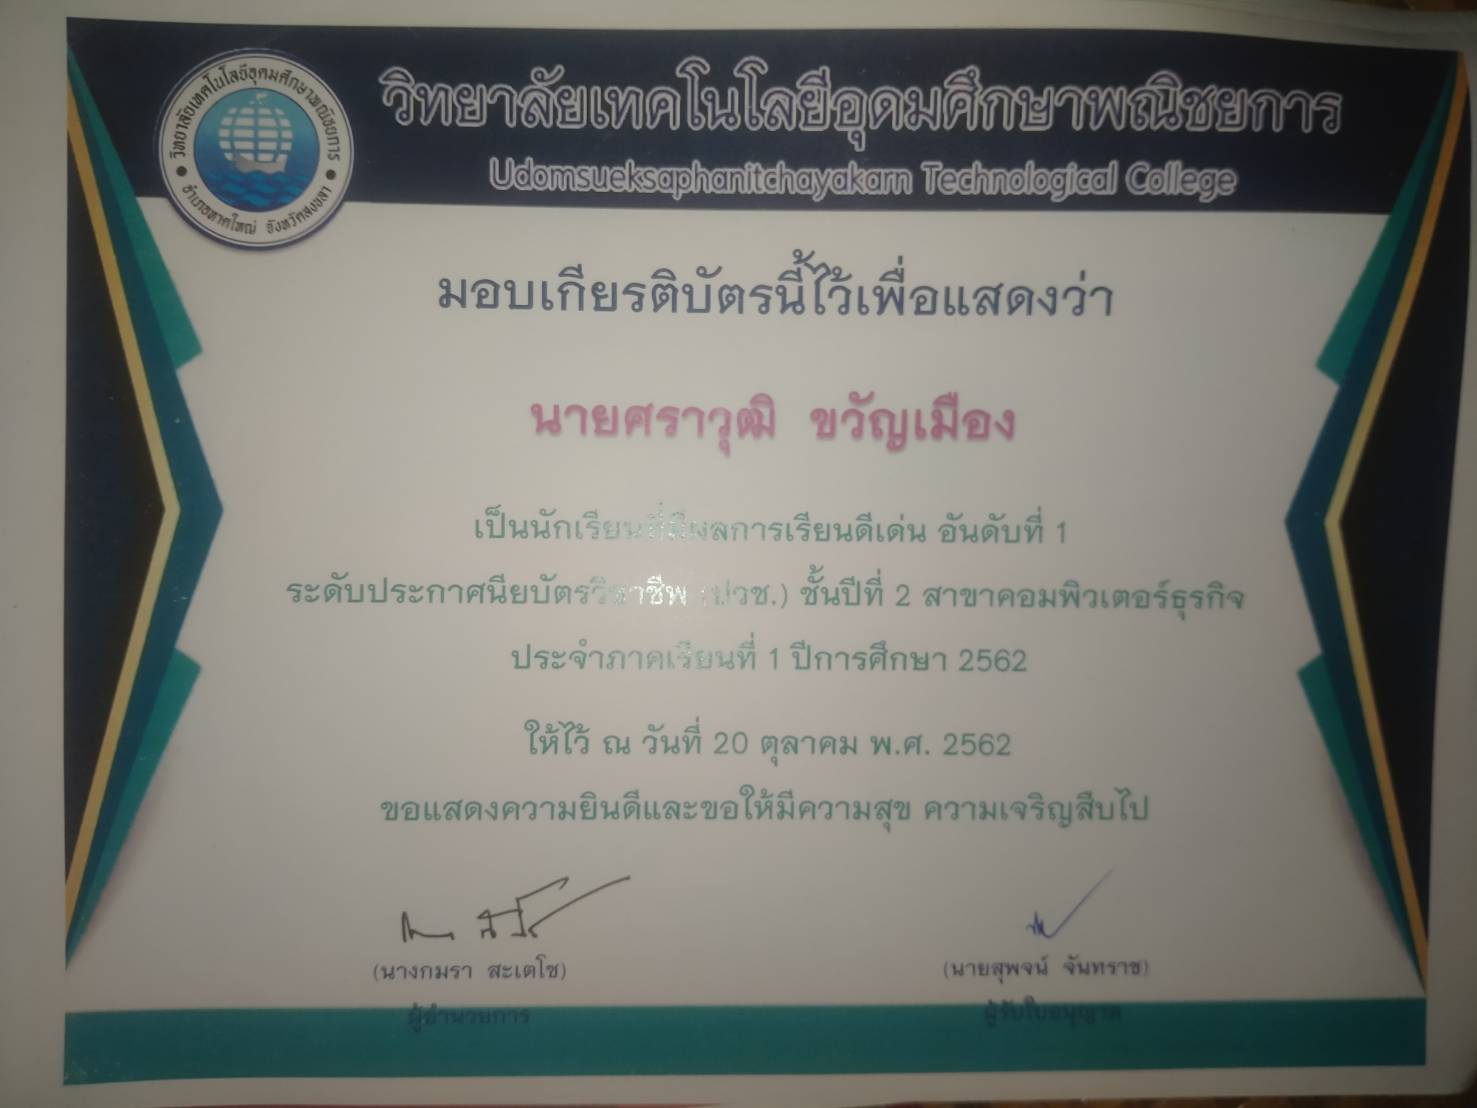 วิทยาลัยเทคโนโลยีอุดมศึกษาพณิชยการ
Udomsueksaphanitchayakarn Technological College
วิทยาลัยเทคโนโลยีอุดมศึกษาพณิชยการ
อำเภอหาดใหญ่ จังหวัดสงขลา
มอบเกียรติบัตรนี้ไว้เพื่อแสดงว่า
นายศราวุฒิ ขวัญเมือง
เป็นนักเรียนที่มีผลการเรียนดีเด่น อันดับที่ 1
ระดับประกาศนียบัตรวิชาชีพ (ปวช.) ชั้นปีที่ 2 สาขาคอมพิวเตอร์ธุรกิจ
ประจำภาคเรียนที่ 1 ปีการศึกษา 2562
ให้ไว้ ณ วันที่ 20 ตุลาคม พ.ศ. 2562
ขอแสดงความยินดีและขอให้มีความสุข ความเจริญสืบไป
(นางกมรา สะเตโช) (นายสุพจน์ จันทราช)
ผู้อำนวยการ ผู้รับใบอนุญาต